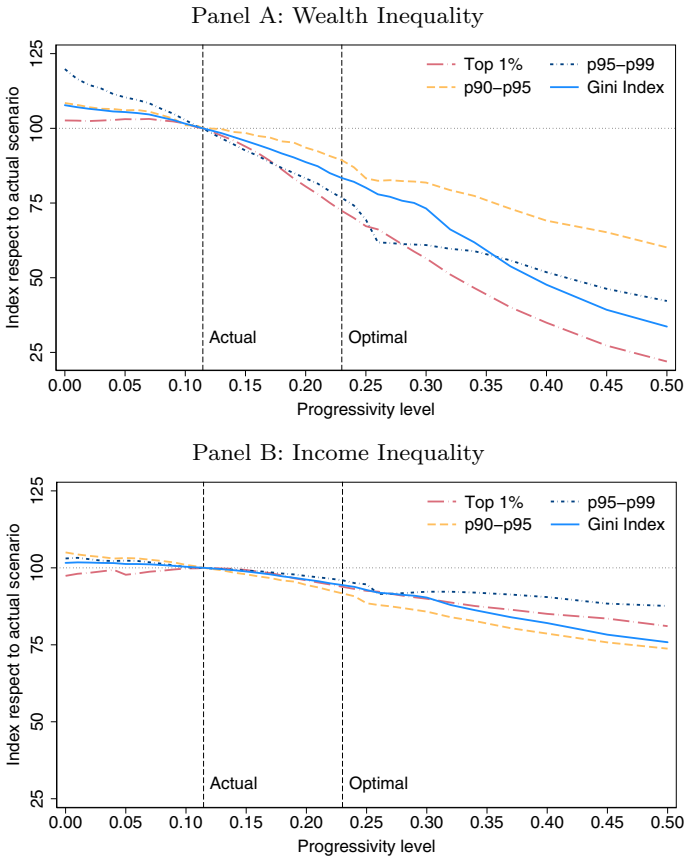 Panel A: Wealth Inequality
125
100
75
50
25
Index respect to actual scenario
Top 1%
p95−p99
p90−p95
Gini Index
Actual
Optimal
0.00 0.05 0.10 0.15 0.20 0.25 0.30 0.35 0.40 0.45 0.50
Progressivity level
Panel B: Income Inequality
125
100
75
50
25
Index respect to actual scenario
Top 1%
p95−p99
p90−p95
Gini Index
Actual
Optimal
0.00 0.05 0.10 0.15 0.20 0.25 0.30 0.35 0.40 0.45 0.50
Progressivity level